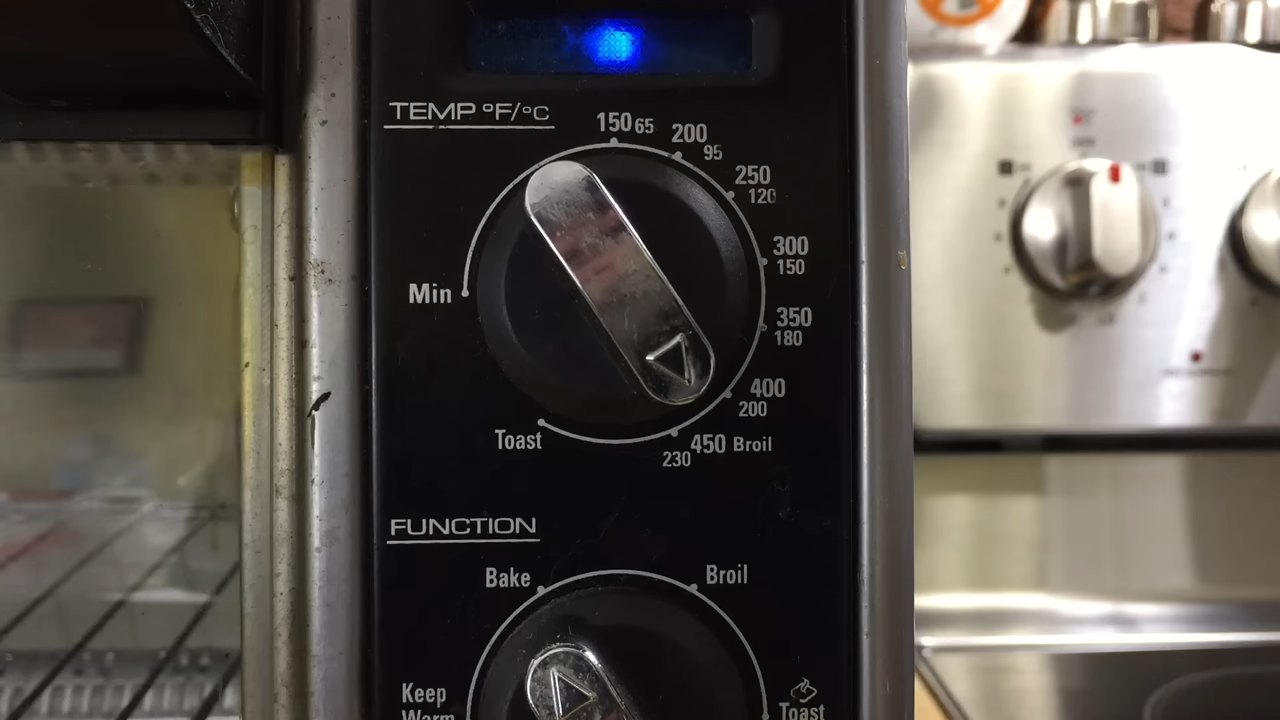 TEMP °F/°C
150 65
200
95
250
120
300
150
350
180
400
200
450 Broil
230
Min
Toast
FUNCTION
Bake
Broil
Keep
Warm
Toast